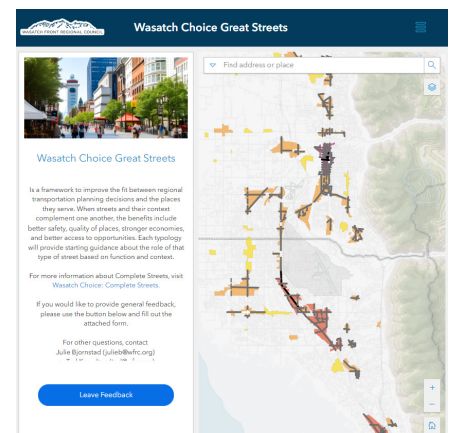 WASATCH FRONT REGIONAL COUNCIL
Wasatch Choice Great Streets
Find address or place
Wasatch Choice Great Streets
Is a framework to improve the fit between regional
transportation planning decisions and the places
they serve. When streets and their context
complement one another, the benefits include
better safety, quality of places, stronger economies,
and better access to opportunities. Each typology
will provide starting guidance about the role of that
type of street based on function and context.
For more information about Complete Streets, visit
Wasatch Choice: Complete Streets.
If you would like to provide general feedback,
please use the button below and fill out the
attached form.
For other questions, contact
Julie Bjornstad (julieb@wfrc.org)
Leave Feedback
+
−